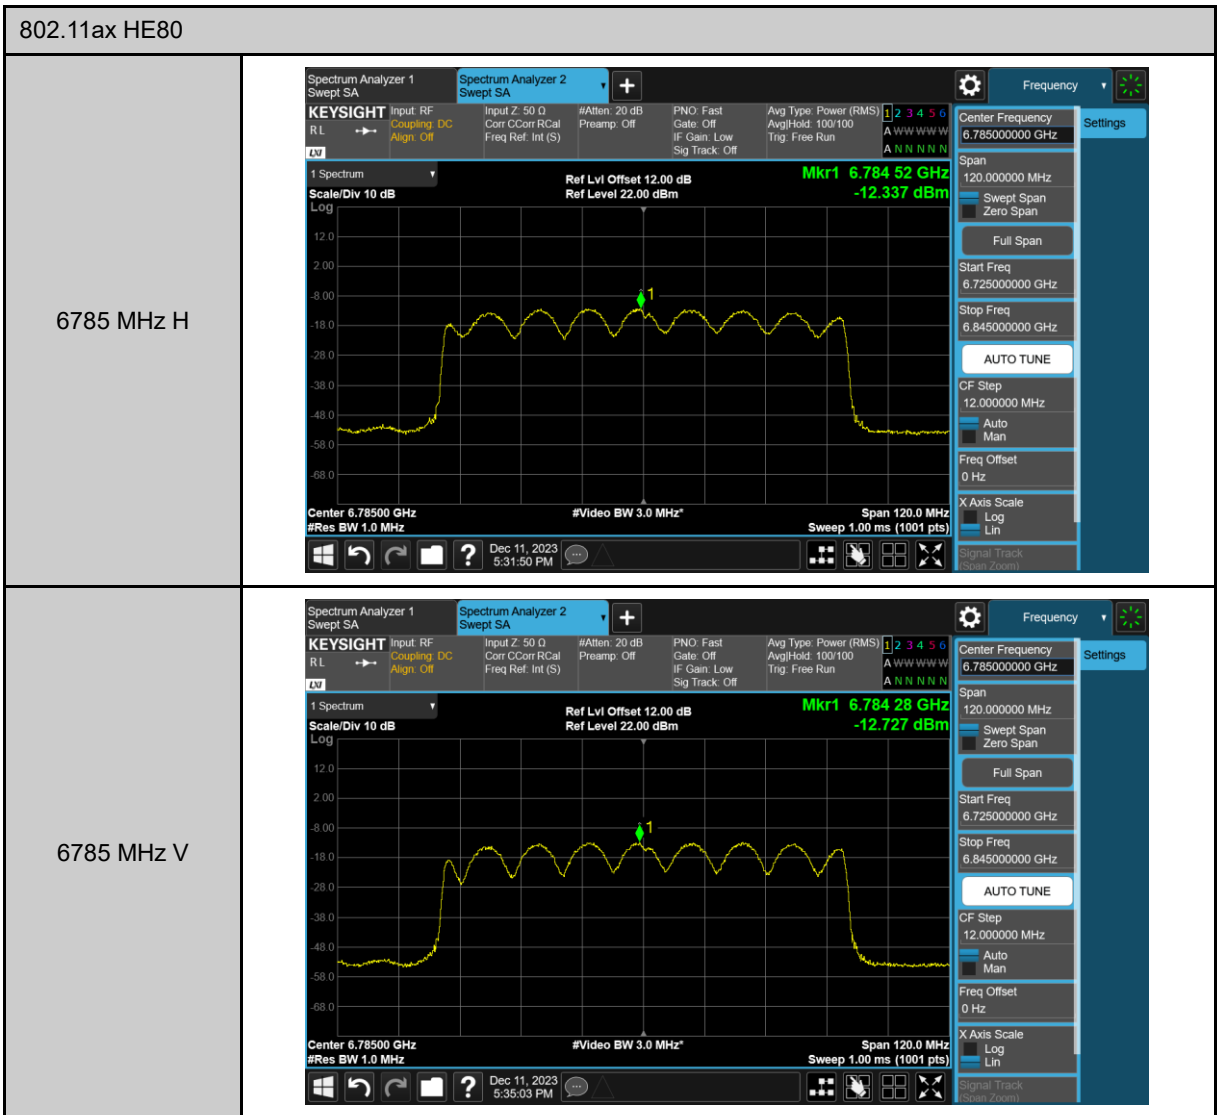 802.11ax HE80
6785 MHz H
Spectrum Analyzer 1
Swept SA
Spectrum Analyzer 2
Swept SA
Frequency
KEYSIGHT
RL
LXI
Input: RF
Coupling: DC
Align: Off
Input Z: 50 Ω
Corr CCorr RCal
Freq Ref: Int (S)
#Atten: 20 dB
Preamp: Off
PNO: Fast
Gate: Off
IF Gain: Low
Sig Track: Off
Avg Type: Power (RMS)
Avg|Hold: 100/100
Trig: Free Run
1 2 3 4 5 6
A W W W W W
A N N N N N
1 Spectrum
Scale/Div 10 dB
Log
Ref Lvl Offset 12.00 dB
Ref Level 22.00 dBm
Mkr1 6.784 52 GHz
-12.337 dBm
12.0
2.00
-8.00
-18.0
-28.0
-38.0
-48.0
-58.0
-68.0
1
Center 6.78500 GHz
#Res BW 1.0 MHz
#Video BW 3.0 MHz*
Span 120.0 MHz
Sweep 1.00 ms (1001 pts)
Dec 11, 2023
5:31:50 PM
Center Frequency
6.785000000 GHz
Settings
Span
120.000000 MHz
Swept Span
Zero Span
Full Span
Start Freq
6.725000000 GHz
Stop Freq
6.845000000 GHz
AUTO TUNE
CF Step
12.000000 MHz
Auto
Man
Freq Offset
0 Hz
X Axis Scale
Log
Lin
Signal Track
(Span Zoom)
6785 MHz V
Spectrum Analyzer 1
Swept SA
Spectrum Analyzer 2
Swept SA
Frequency
KEYSIGHT
RL
LXI
Input: RF
Coupling: DC
Align: Off
Input Z: 50 Ω
Corr CCorr RCal
Freq Ref: Int (S)
#Atten: 20 dB
Preamp: Off
PNO: Fast
Gate: Off
IF Gain: Low
Sig Track: Off
Avg Type: Power (RMS)
Avg|Hold: 100/100
Trig: Free Run
1 2 3 4 5 6
A W W W W W
A N N N N N
1 Spectrum
Scale/Div 10 dB
Log
Ref Lvl Offset 12.00 dB
Ref Level 22.00 dBm
Mkr1 6.784 28 GHz
-12.727 dBm
12.0
2.00
-8.00
-18.0
-28.0
-38.0
-48.0
-58.0
-68.0
1
Center 6.78500 GHz
#Res BW 1.0 MHz
#Video BW 3.0 MHz*
Span 120.0 MHz
Sweep 1.00 ms (1001 pts)
Dec 11, 2023
5:35:03 PM
Center Frequency
6.785000000 GHz
Settings
Span
120.000000 MHz
Swept Span
Zero Span
Full Span
Start Freq
6.725000000 GHz
Stop Freq
6.845000000 GHz
AUTO TUNE
CF Step
12.000000 MHz
Auto
Man
Freq Offset
0 Hz
X Axis Scale
Log
Lin
Signal Track
(Span Zoom)